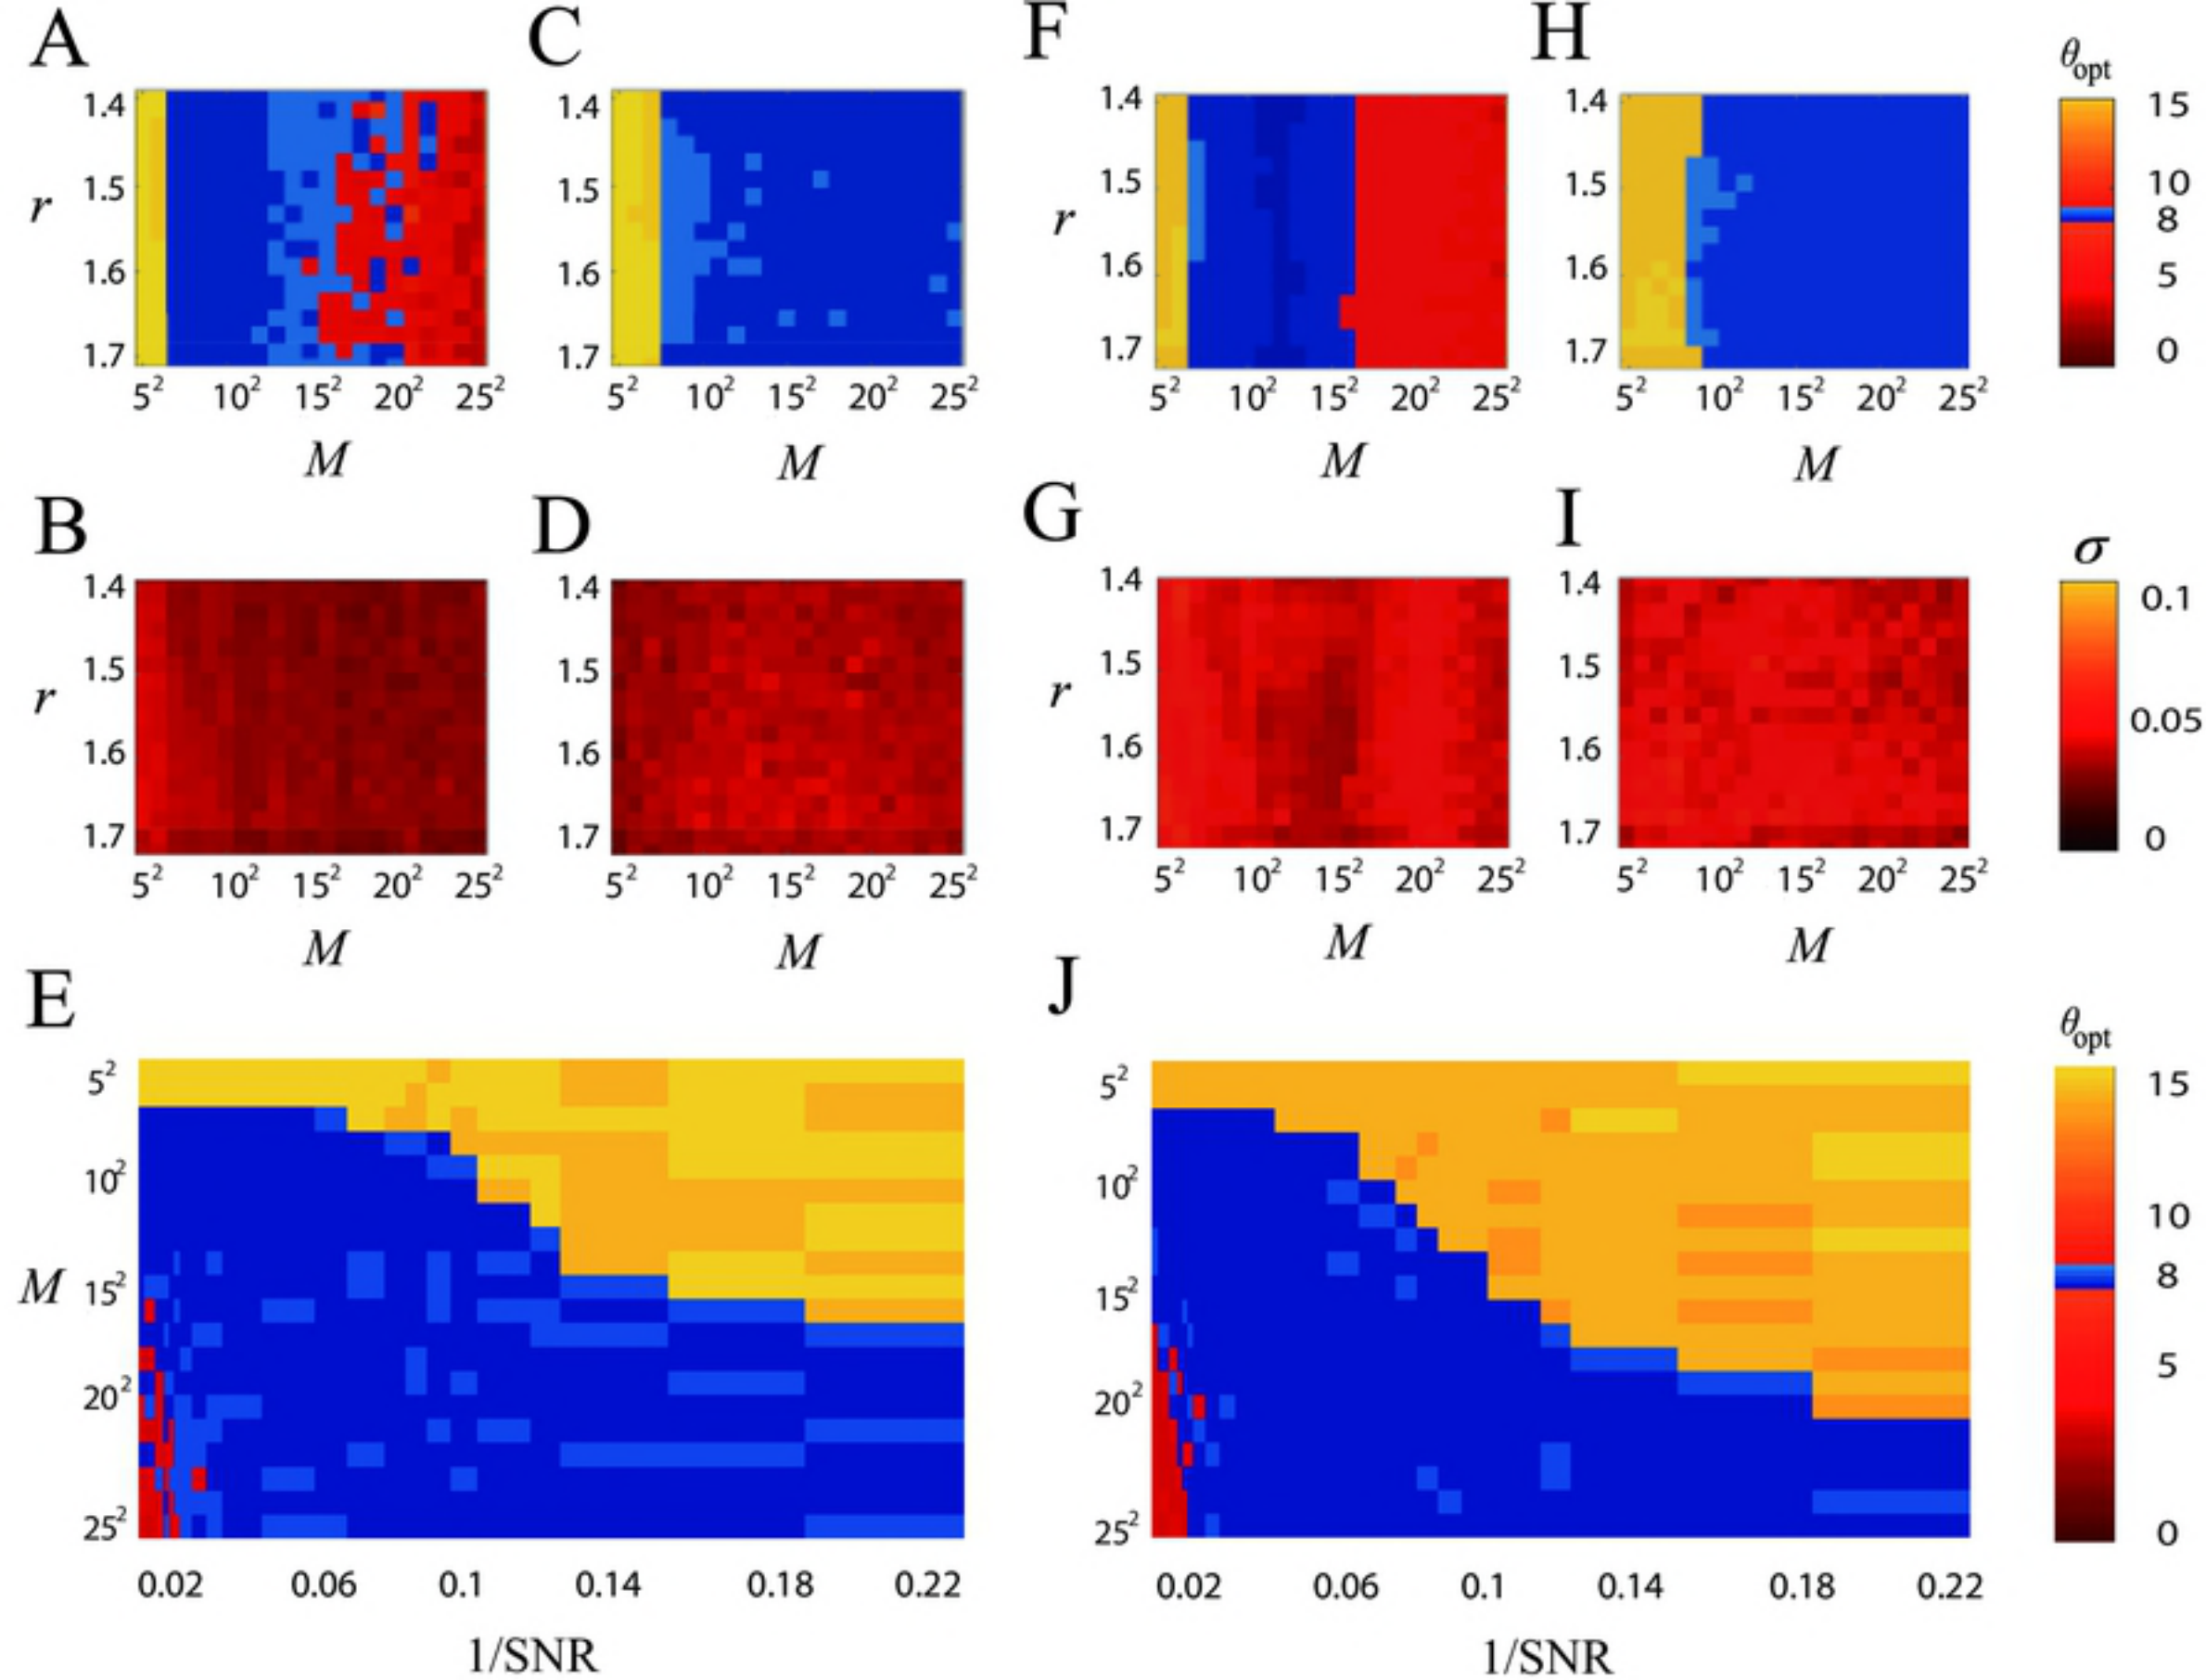 A C F H
θopt
1.4 1.4 1.4 1.4 15
r 1.5 1.5 r 1.5 1.5 10
8
1.6 1.6 1.6 1.6 5
1.7 1.7 1.7 1.7 0
5² 10² 15² 20² 25² 5² 10² 15² 20² 25² 5² 10² 15² 20² 25² 5² 10² 15² 20² 25²
M M M M
B D G I
σ
1.4 1.4 1.4 1.4 0.1
r 1.5 1.5 r 1.5 1.5
0.05
1.6 1.6 1.6 1.6
1.7 1.7 1.7 1.7 0
5² 10² 15² 20² 25² 5² 10² 15² 20² 25² 5² 10² 15² 20² 25² 5² 10² 15² 20² 25²
M M M M
E J
θopt
5² 5² 15
10² 10² 10
M 15² 15² 8
20² 20² 5
25² 25² 0
0.02 0.06 0.1 0.14 0.18 0.22 0.02 0.06 0.1 0.14 0.18 0.22
1/SNR 1/SNR